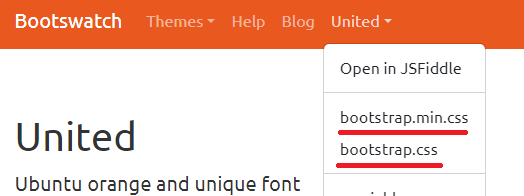 Bootswatch Themes Help Blog United
Open in JSFiddle
bootstrap.min.css
bootstrap.css
United
Ubuntu orange and unique font